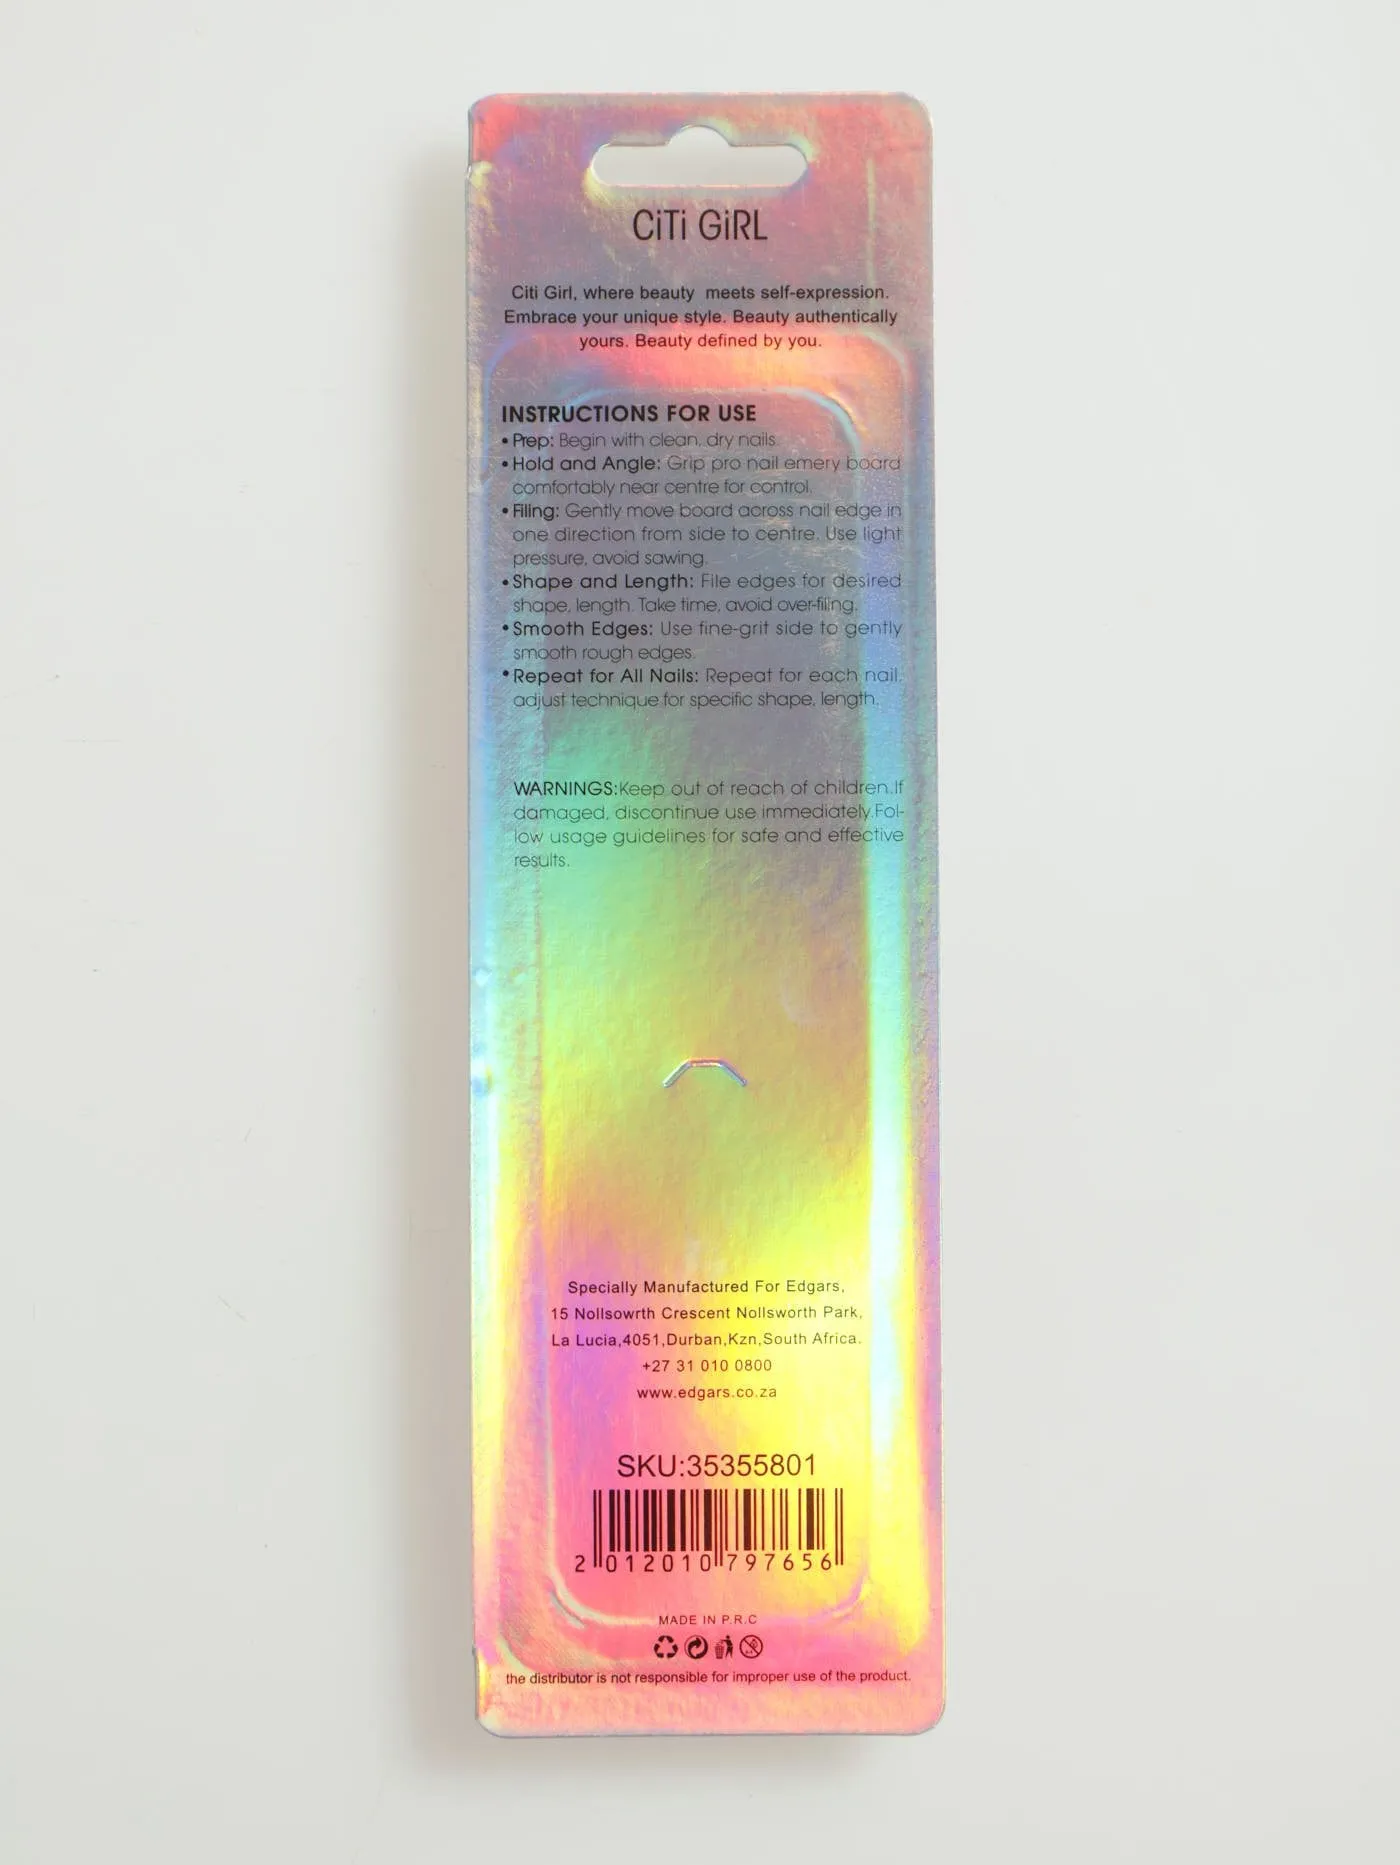 CiTi GiRL
Citi Girl, where beauty meets self-expression.
Embrace your unique style. Beauty authentically
yours. Beauty defined by you.
INSTRUCTIONS FOR USE
• Prep: Begin with clean, dry nails.
• Hold and Angle: Grip pro nail emery board
comfortably near centre for control.
• Filing: Gently move board across nail edge in
one direction from side to centre. Use light
pressure, avoid sawing.
• Shape and Length: File edges for desired
shape, length. Take time, avoid over-filing.
• Smooth Edges: Use fine-grit side to gently
smooth rough edges.
• Repeat for All Nails: Repeat for each nail,
adjust technique for specific shape, length.
WARNINGS:Keep out of reach of children.If
damaged, discontinue use immediately.Fol-
low usage guidelines for safe and effective
results.
Specially Manufactured For Edgars,
15 Nollsowrth Crescent Nollsworth Park,
La Lucia,4051,Durban,Kzn,South Africa.
+27 31 010 0800
www.edgars.co.za
SKU:35355801
2 012010 797656
MADE IN P.R.C
the distributor is not responsible for improper use of the product.